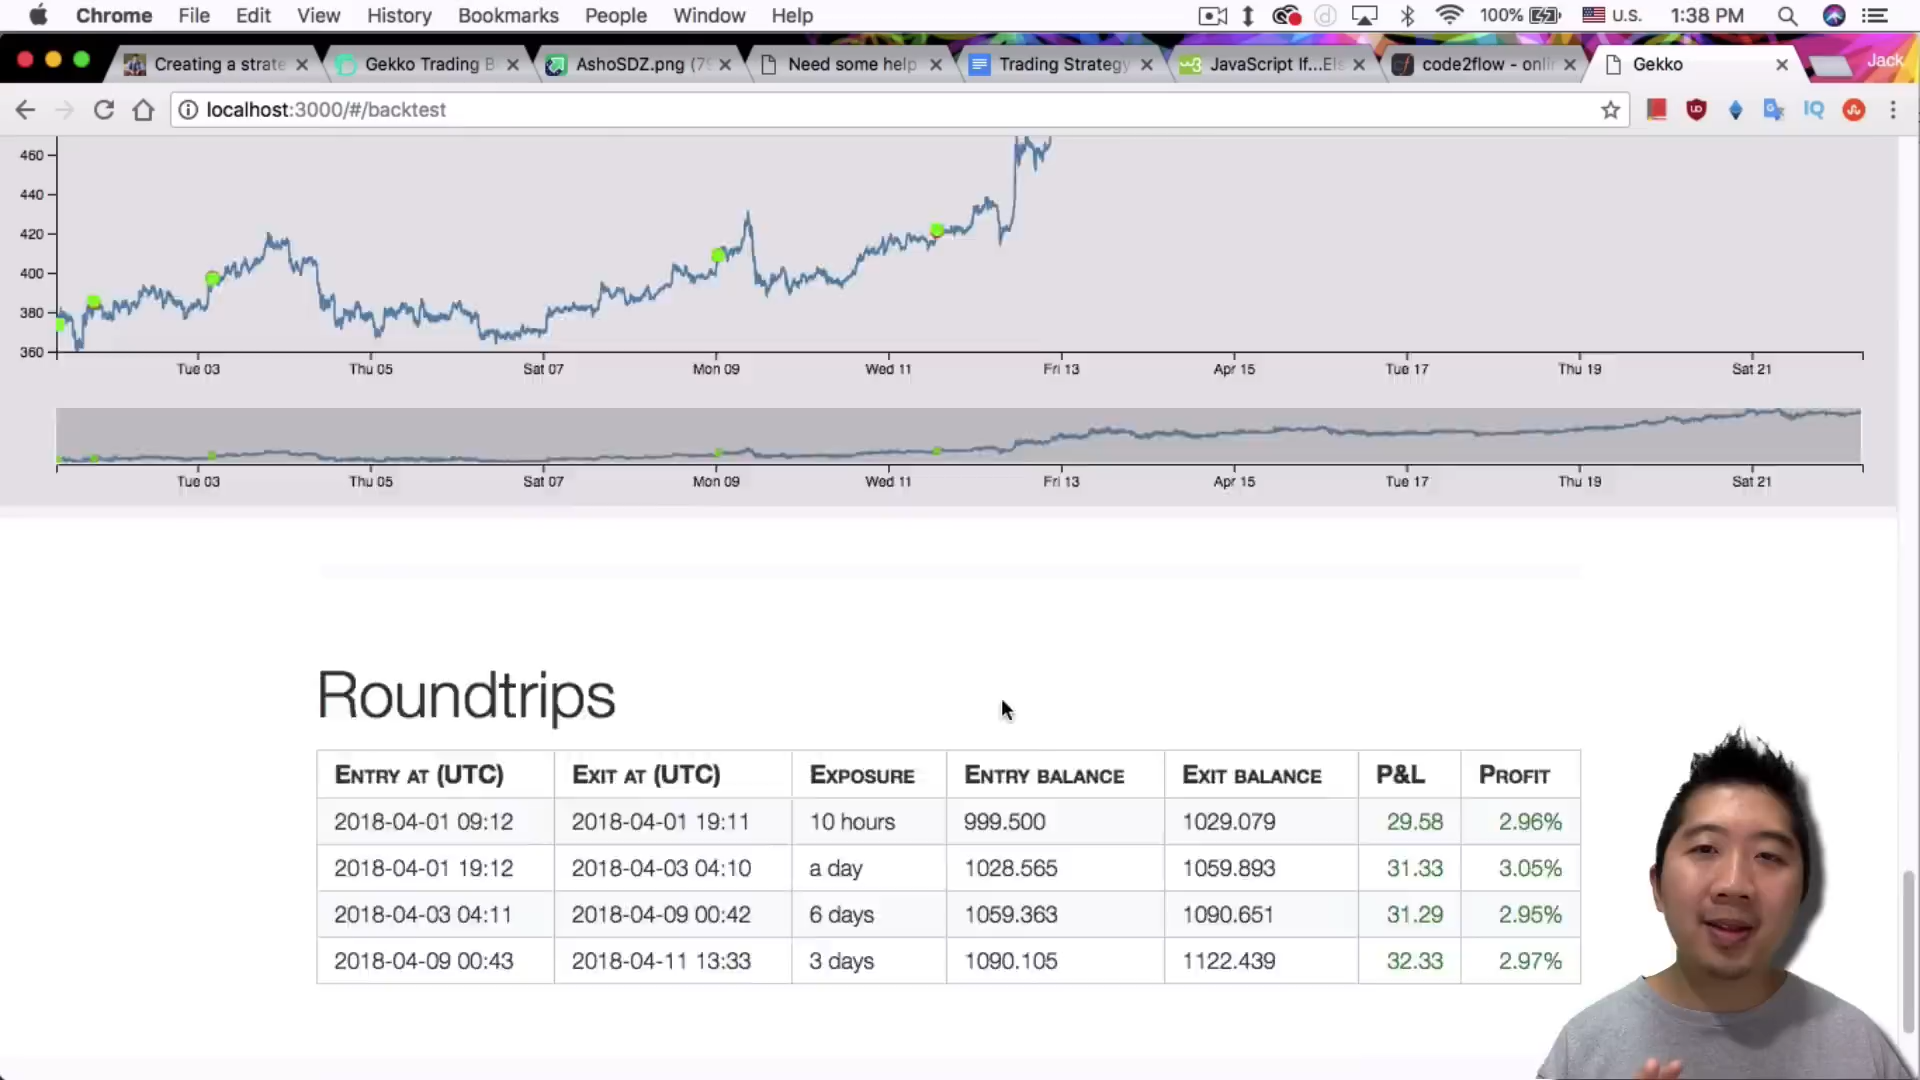 Chrome File Edit View History Bookmarks People Window Help 100% U.S. 1:38 PM
Creating a strate Gekko Trading B AshoSDZ.png (79 Need some help Trading Strategy JavaScript If...Els code2flow - onlin Gekko Jack
localhost:3000/#/backtest
460
440
420
400
380
360
Tue 03 Thu 05 Sat 07 Mon 09 Wed 11 Fri 13 Apr 15 Tue 17 Thu 19 Sat 21
Tue 03 Thu 05 Sat 07 Mon 09 Wed 11 Fri 13 Apr 15 Tue 17 Thu 19 Sat 21
Roundtrips
Entry at (UTC) Exit at (UTC) Exposure Entry balance Exit balance P&L Profit
2018-04-01 09:12 2018-04-01 19:11 10 hours 999.500 1029.079 29.58 2.96%
2018-04-01 19:12 2018-04-03 04:10 a day 1028.565 1059.893 31.33 3.05%
2018-04-03 04:11 2018-04-09 00:42 6 days 1059.363 1090.651 31.29 2.95%
2018-04-09 00:43 2018-04-11 13:33 3 days 1090.105 1122.439 32.33 2.97%